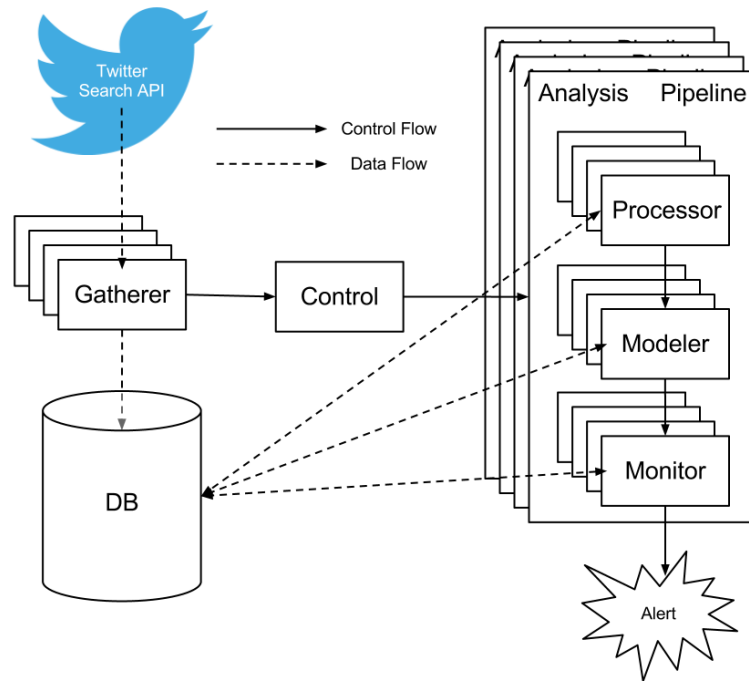 Twitter
Search API
Control Flow
Data Flow
Analysis Pipeline
Processor
Gatherer
Control
Modeler
Monitor
DB
Alert